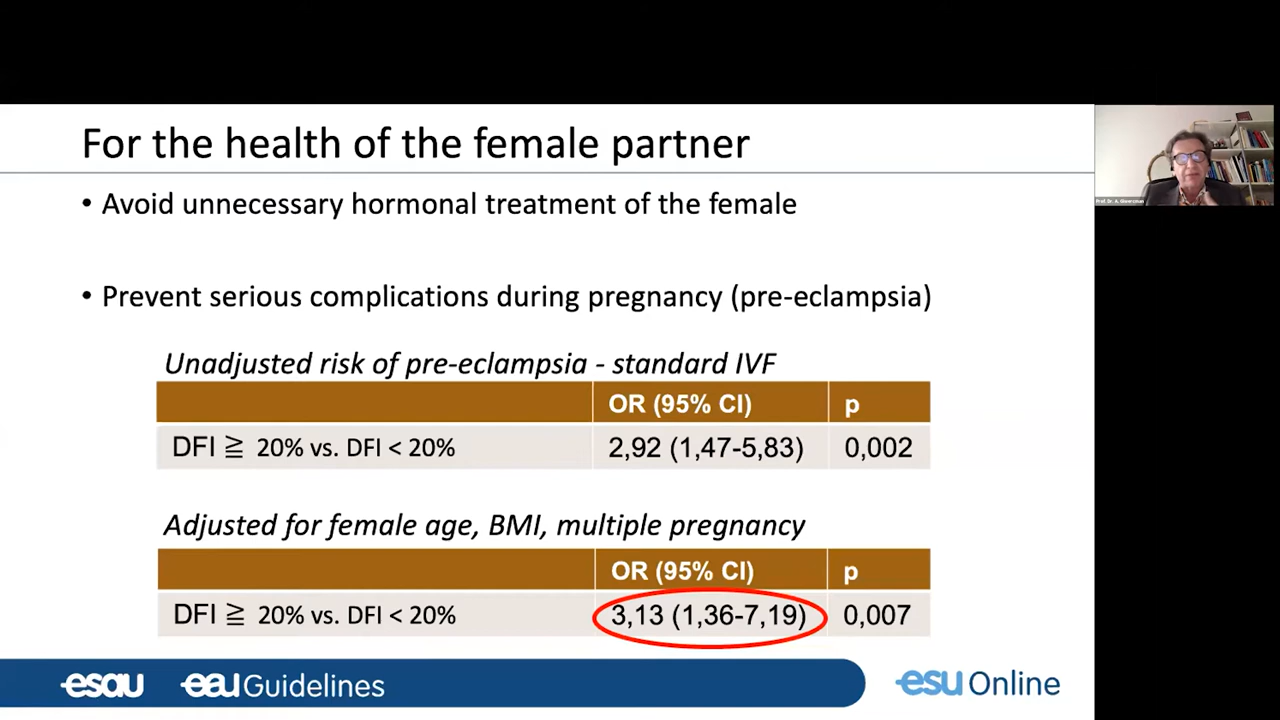 For the health of the female partner
• Avoid unnecessary hormonal treatment of the female
• Prevent serious complications during pregnancy (pre-eclampsia)
Unadjusted risk of pre-eclampsia - standard IVF
OR (95% CI) p
DFI ≧ 20% vs. DFI < 20% 2,92 (1,47-5,83) 0,002
Adjusted for female age, BMI, multiple pregnancy
OR (95% CI) p
DFI ≧ 20% vs. DFI < 20% 3,13 (1,36-7,19) 0,007
esau eau Guidelines
esu Online
Prof. Dr. A.